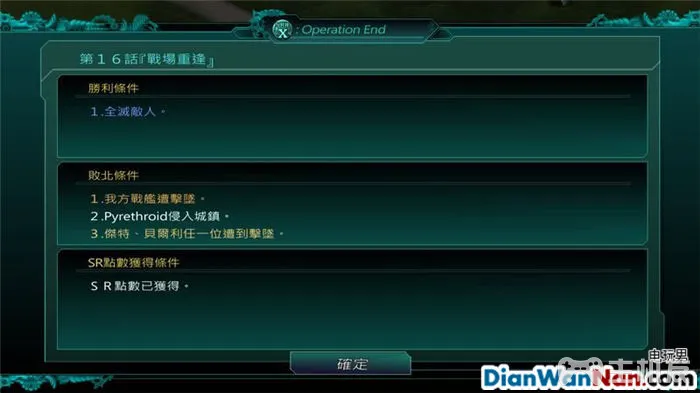 : Operation End
第１６話『戰場重逢』
勝利條件
１.全滅敵人。
敗北條件
１.我方戰艦遭擊墜。
２.Pyrethroid侵入城鎮。
３.傑特、貝爾利任一位遭到擊墜。
SR點數獲得條件
ＳＲ點數已獲得。
確定
电玩男
DianWanNan.com